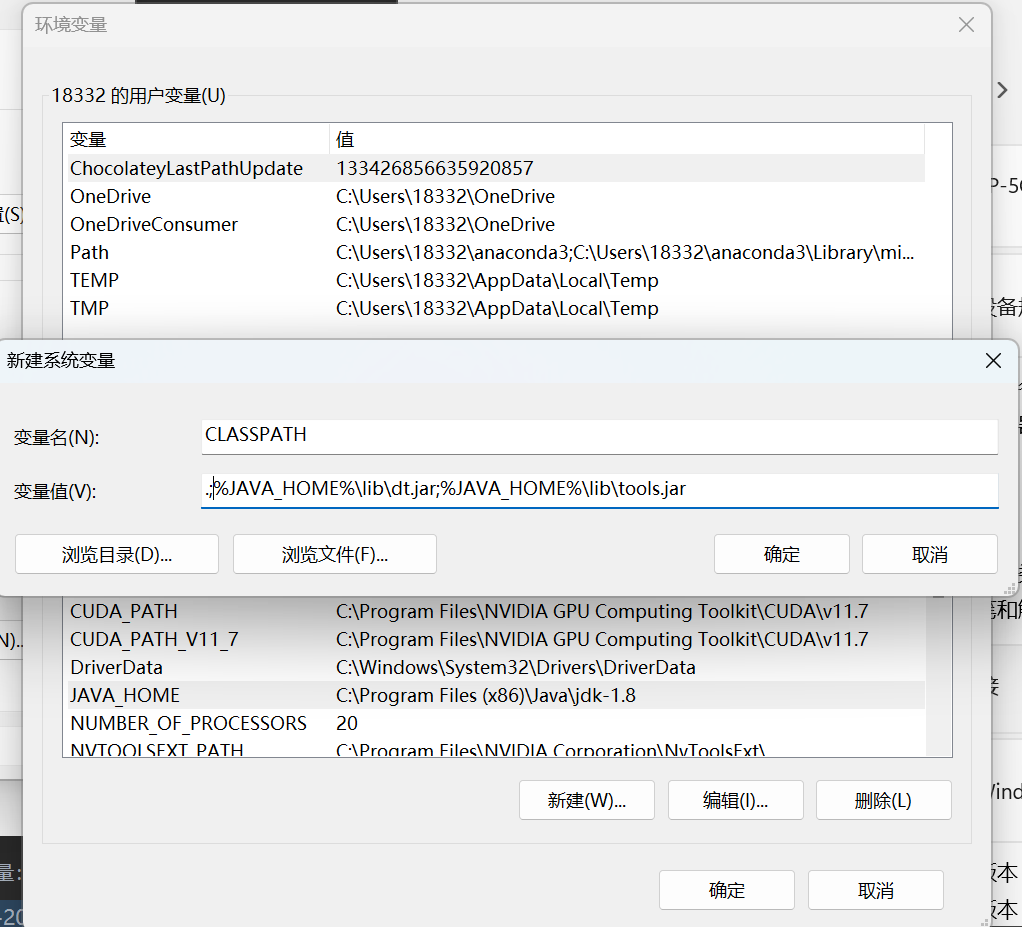 环境变量
18332 的用户变量(U)
变量 值
ChocolateyLastPathUpdate 133426856635920857
OneDrive C:\Users\18332\OneDrive
OneDriveConsumer C:\Users\18332\OneDrive
Path C:\Users\18332\anaconda3;C:\Users\18332\anaconda3\Library\mi...
TEMP C:\Users\18332\AppData\Local\Temp
TMP C:\Users\18332\AppData\Local\Temp
新建系统变量
变量名(N): CLASSPATH
变量值(V): .;%JAVA_HOME%\lib\dt.jar;%JAVA_HOME%\lib\tools.jar
浏览目录(D)... 浏览文件(F)... 确定 取消
CUDA_PATH C:\Program Files\NVIDIA GPU Computing Toolkit\CUDA\v11.7
CUDA_PATH_V11_7 C:\Program Files\NVIDIA GPU Computing Toolkit\CUDA\v11.7
DriverData C:\Windows\System32\Drivers\DriverData
JAVA_HOME C:\Program Files (x86)\Java\jdk-1.8
NUMBER_OF_PROCESSORS 20
NVTOOLSEXT_PATH C:\Program Files\NVIDIA Corporation\NvToolsExt\
新建(W)... 编辑(I)... 删除(L)
确定 取消
版本
版本